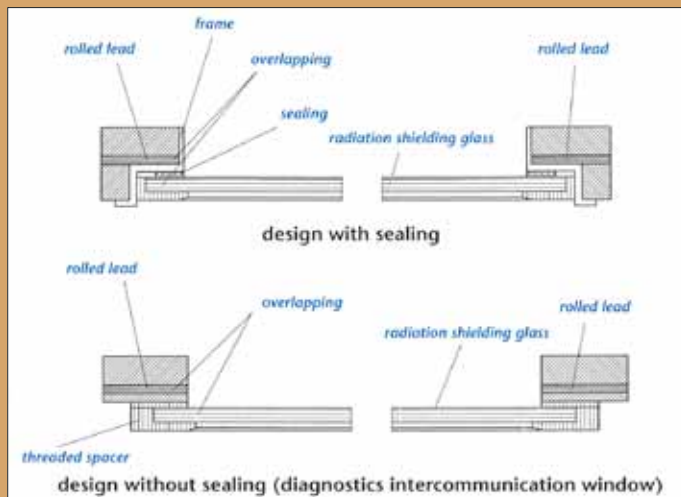 frame
rolled lead
overlapping
rolled lead
sealing
radiation shielding glass
design with sealing
rolled lead
overlapping
rolled lead
radiation shielding glass
threaded spacer
design without sealing (diagnostics intercommunication window)